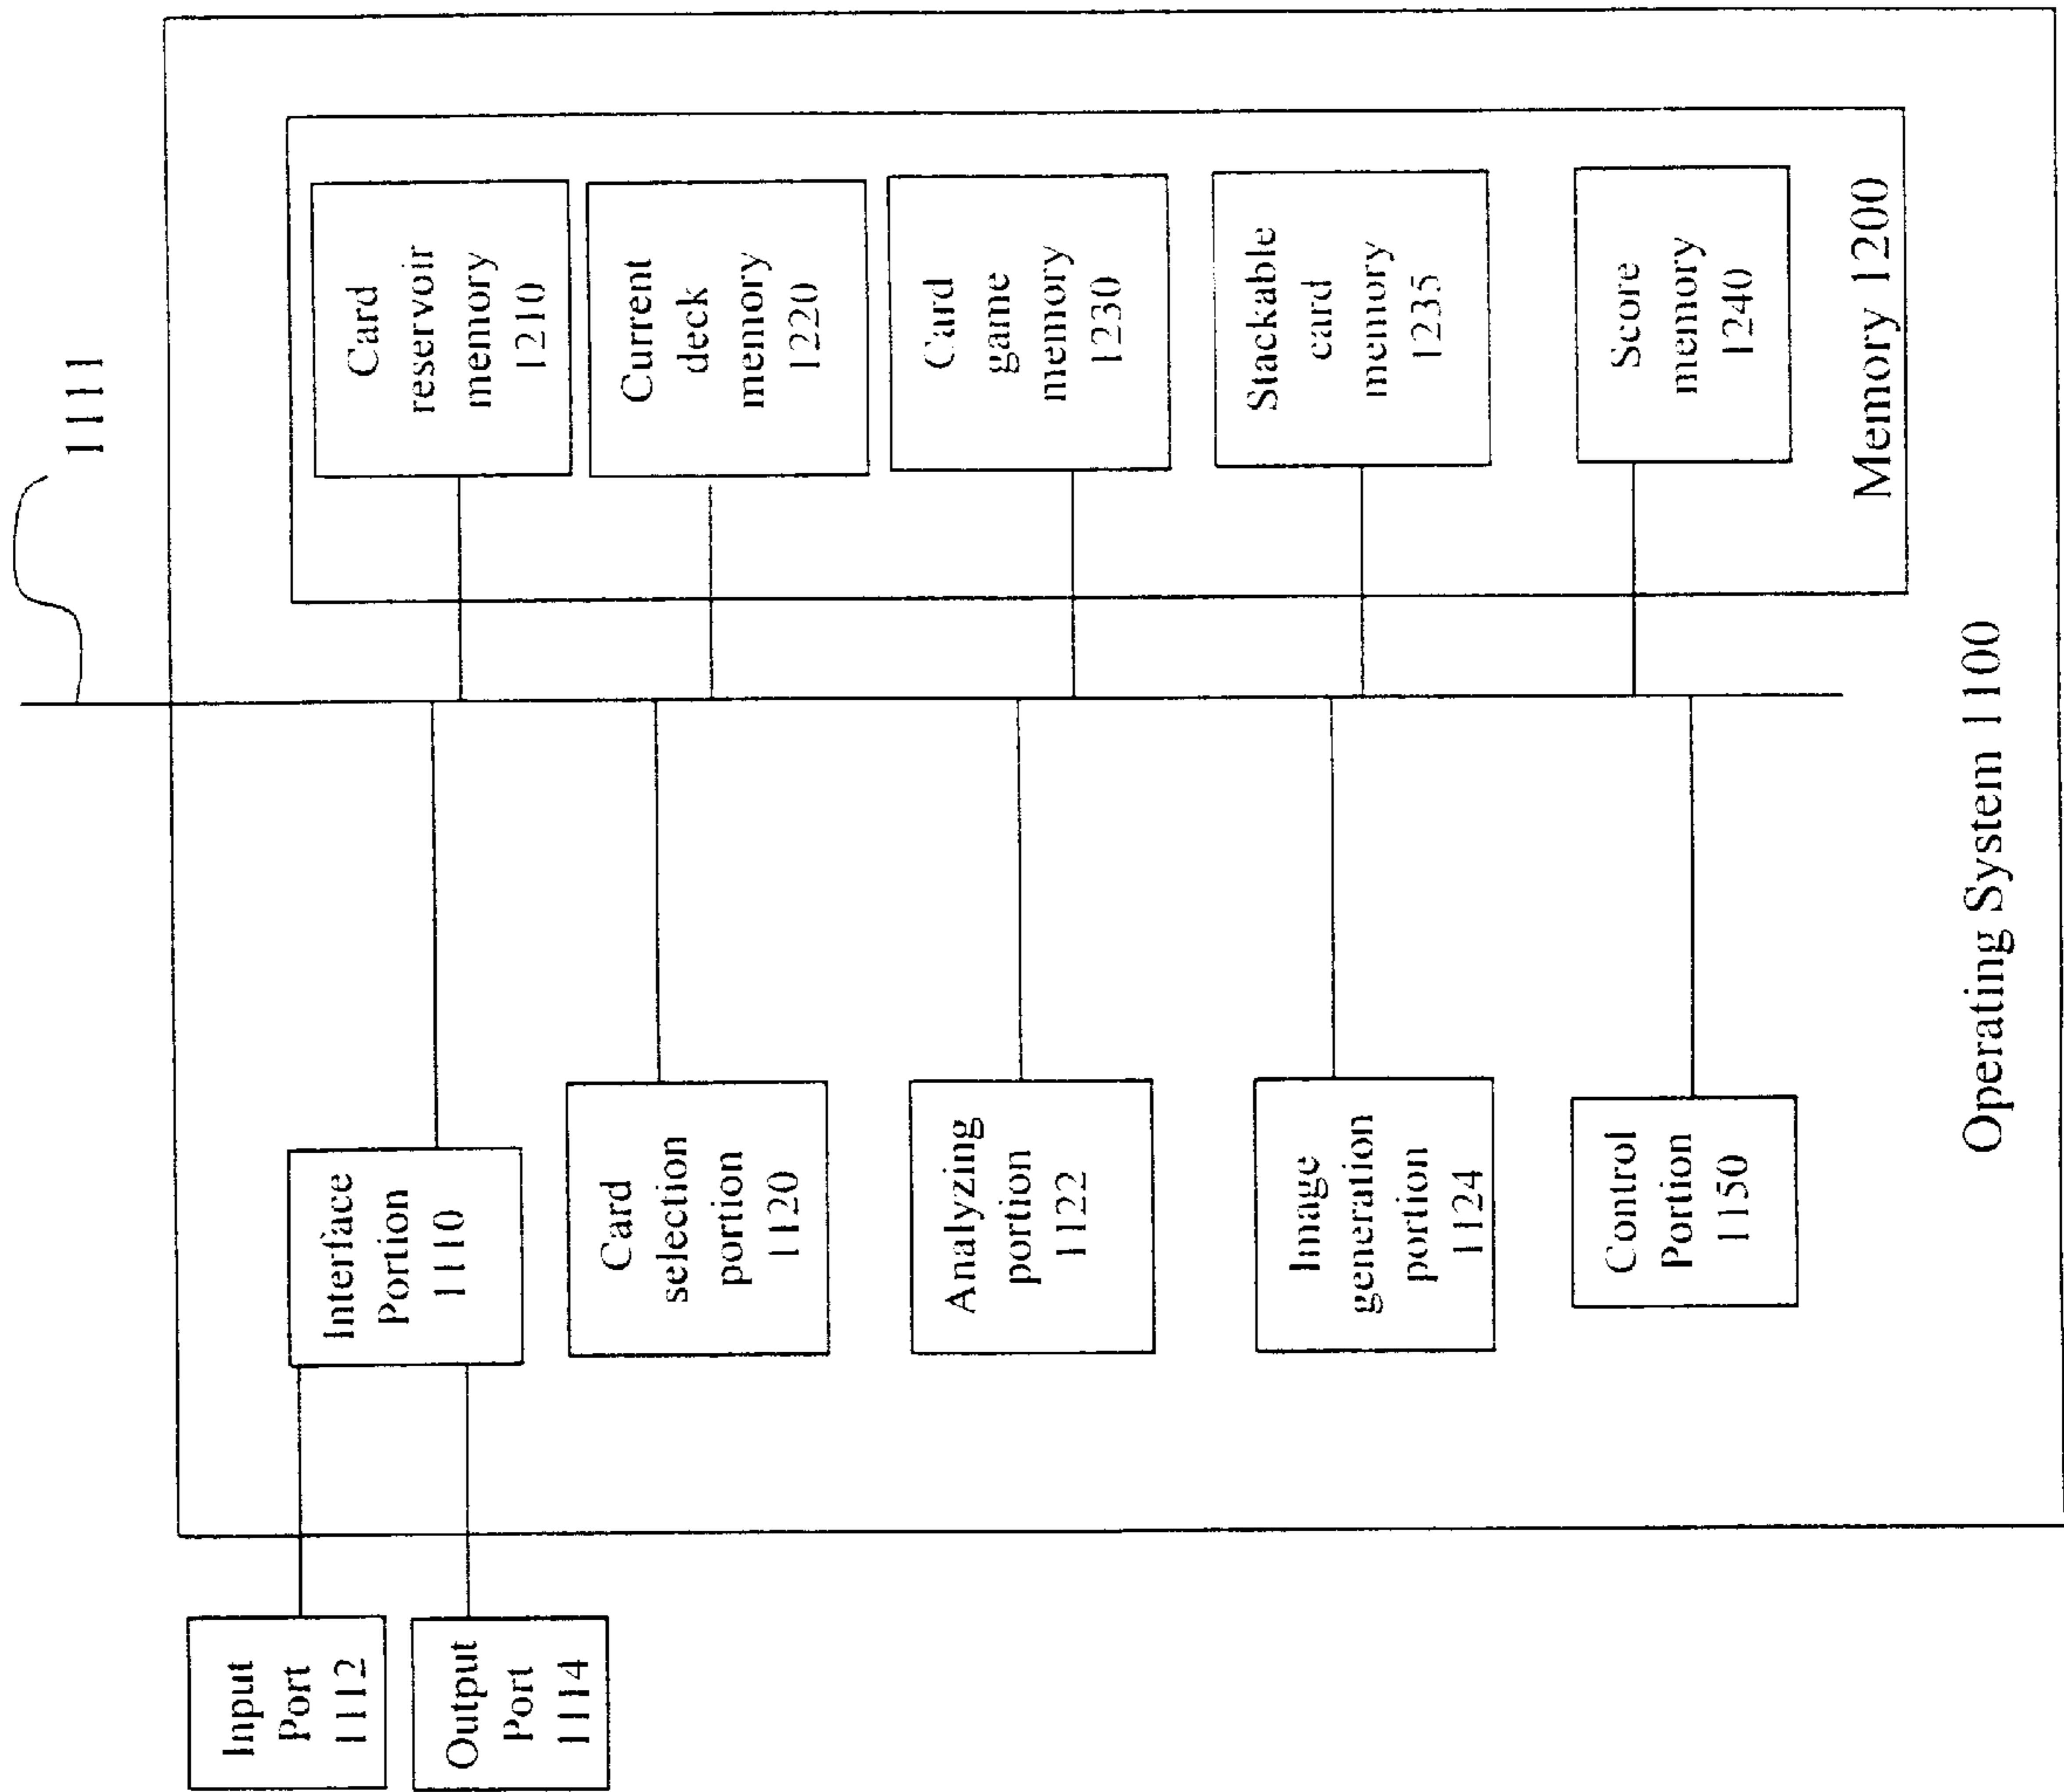 1111
Input
Port
1112
Output
Port
1114
Interface
Portion
1110
Card
selection
portion
1120
Analyzing
portion
1122
Image
generation
portion
1124
Control
Portion
1150
Card
reservoir
memory
1210
Current
deck
memory
1220
Card
game
memory
1230
Stackable
card
memory
1235
Score
memory
1240
Memory 1200
Operating System 1100